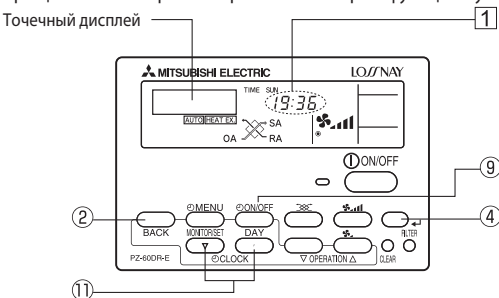 Точечный дисплей
1
MITSUBISHI ELECTRIC
LOSSNAY
TIME SUN
19:36
AUTO HEAT EX.
SA
OA
RA
ON/OFF
9
MENU
ON/OFF
2
4
BACK
MONITOR/SET
DAY
FILTER
PZ-60DR-E
CLOCK
▽ OPERATION △
CLEAR
11